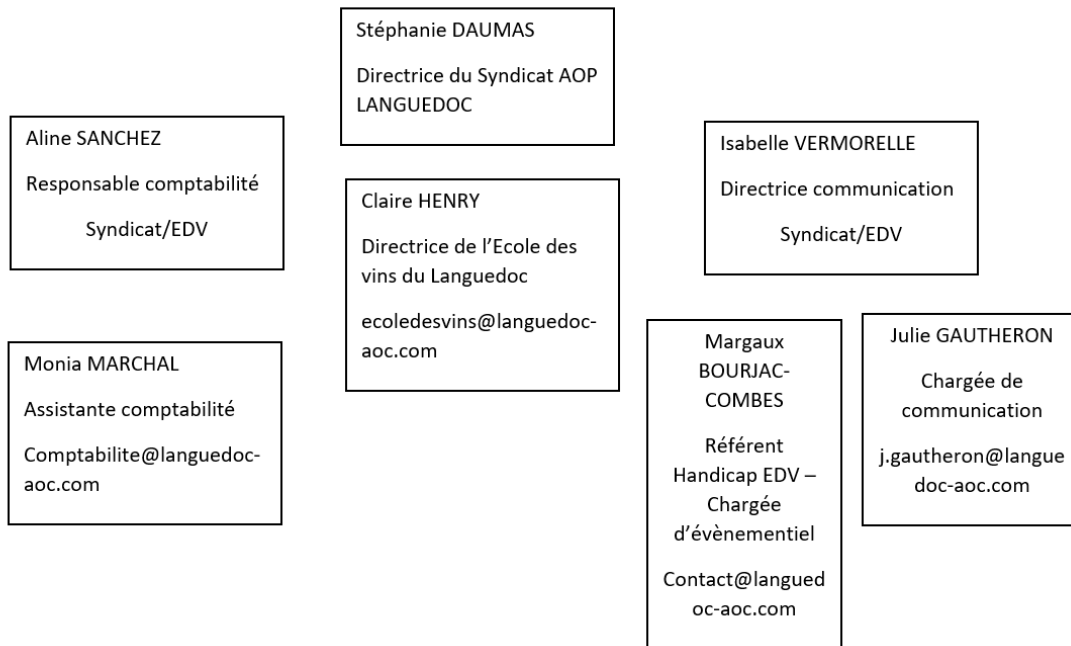 Stéphanie DAUMAS
Directrice du Syndicat AOP
LANGUEDOC
Aline SANCHEZ
Responsable comptabilité
Syndicat/EDV
Isabelle VERMORELLE
Directrice communication
Syndicat/EDV
Claire HENRY
Directrice de l’Ecole des
vins du Languedoc
ecoledesvins@languedoc-
aoc.com
Monia MARCHAL
Assistante comptabilité
Comptabilite@languedoc-
aoc.com
Margaux
BOURJAC-
COMBES
Référent
Handicap EDV –
Chargée
d’évènementiel
Contact@langued
oc-aoc.com
Julie GAUTHERON
Chargée de
communication
j.gautheron@langue
doc-aoc.com